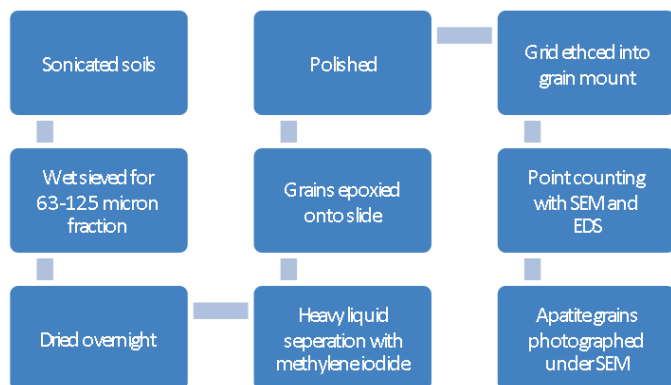 Sonicated soils
Wet sieved for
63-125 micron
fraction
Dried overnight
Heavy liquid
seperation with
methylene iodide
Grains epoxied
onto slide
Polished
Grid ethced into
grain mount
Point counting
with SEM and
EDS
Apatite grains
photographed
under SEM